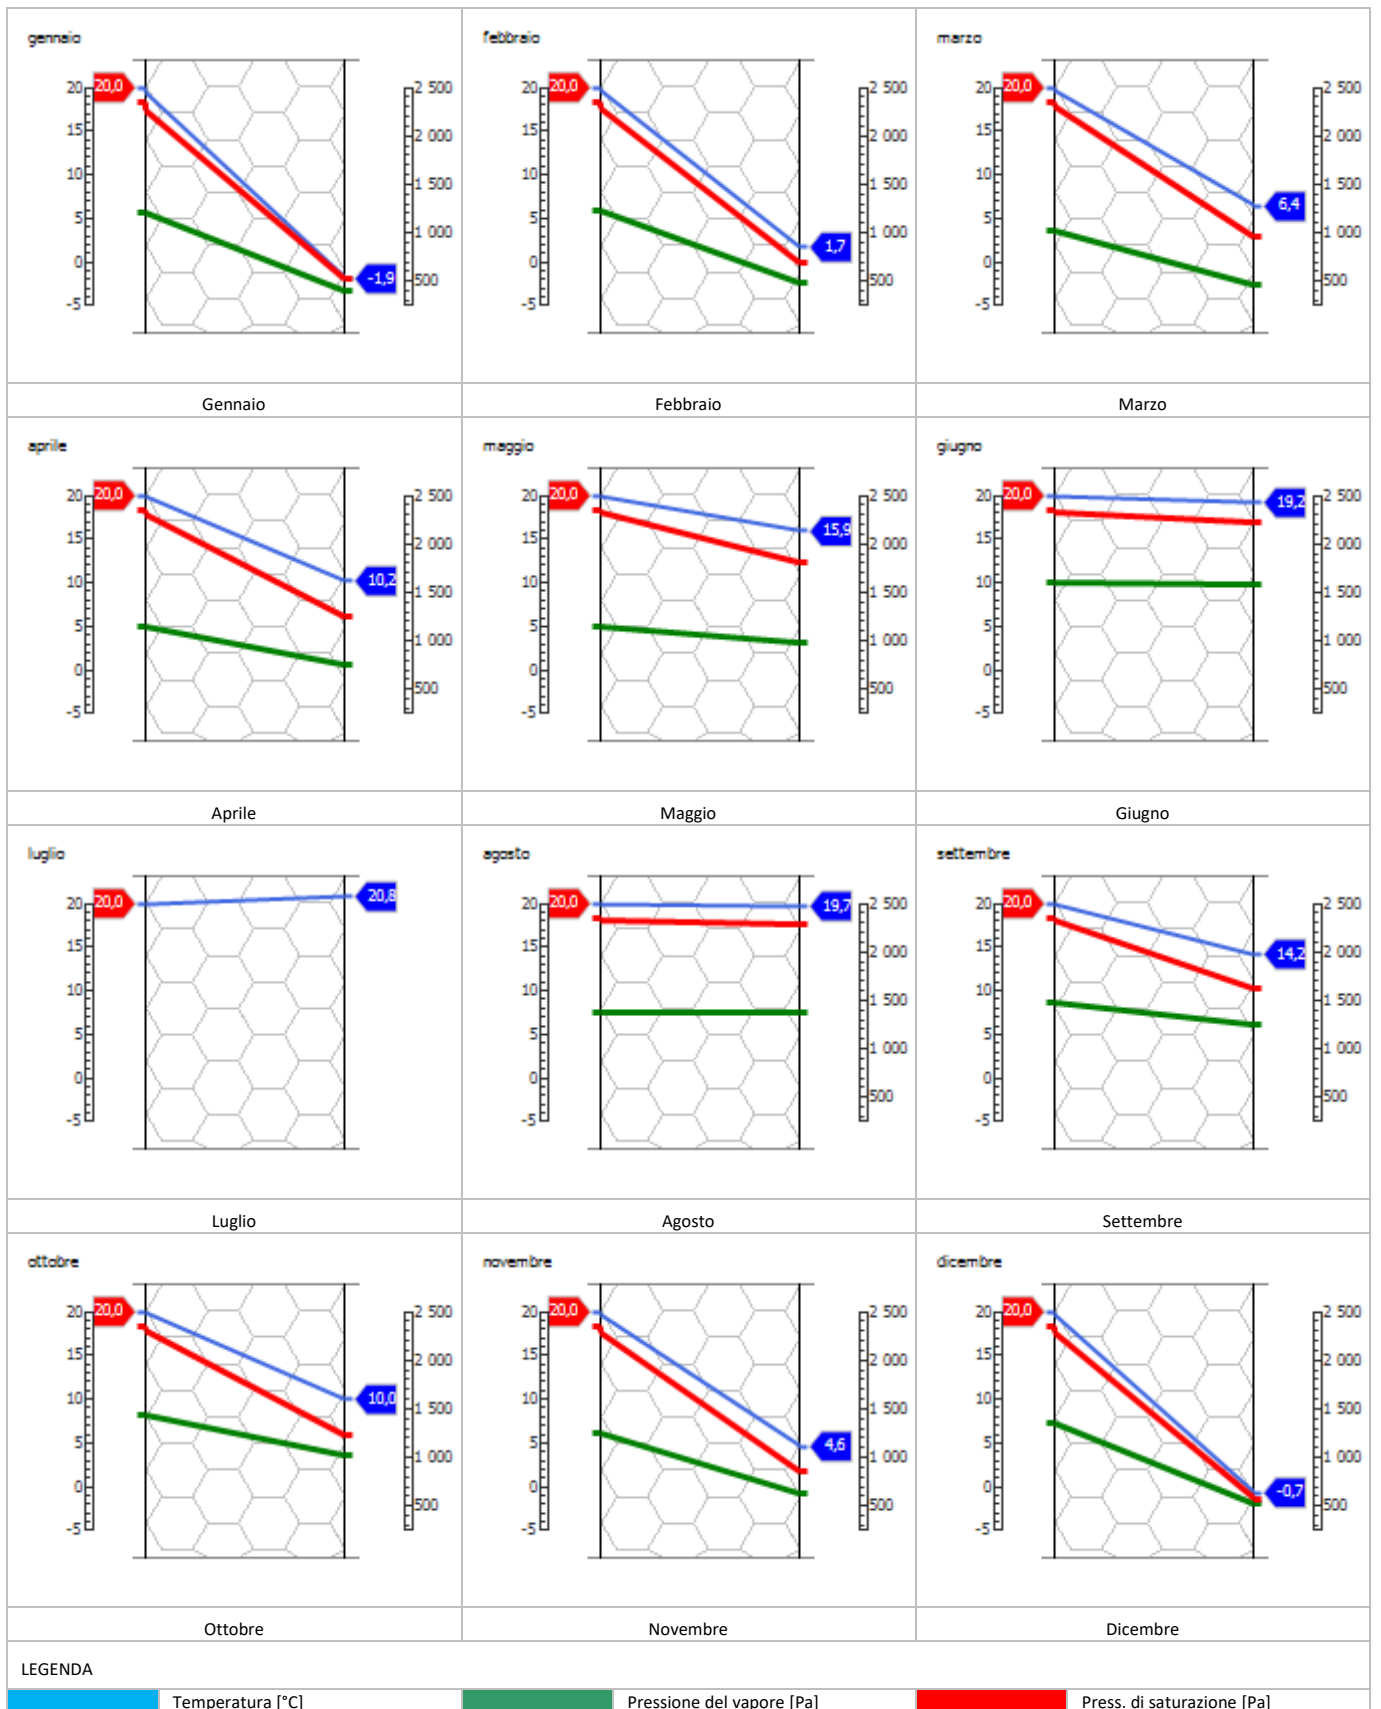 gennaio
febbraio
marzo
20 20,0 2 500
15 2 000
10 1 500
5 1 000
0 500
-5 -1,9
20 20,0 2 500
15 2 000
10 1 500
5 1 000
0 1,7 500
-5
20 20,0 2 500
15 2 000
10 1 500
5 6,4 1 000
0 500
-5
Gennaio
Febbraio
Marzo
aprile
maggio
giugno
20 20,0 2 500
15 2 000
10 10,2 1 500
5 1 000
0 500
-5
20 20,0 2 500
15 15,9 2 000
10 1 500
5 1 000
0 500
-5
20 20,0 19,2 2 500
15 2 000
10 1 500
5 1 000
0 500
-5
Aprile
Maggio
Giugno
luglio
agosto
settembre
20 20,0 20,8
15
10
5
0
-5
20 20,0 19,7 2 500
15 2 000
10 1 500
5 1 000
0 500
-5
20 20,0 2 500
15 14,2 2 000
10 1 500
5 1 000
0 500
-5
Luglio
Agosto
Settembre
ottobre
novembre
dicembre
20 20,0 2 500
15 2 000
10 10,0 1 500
5 1 000
0 500
-5
20 20,0 2 500
15 2 000
10 1 500
5 4,6 1 000
0 500
-5
20 20,0 2 500
15 2 000
10 1 500
5 1 000
0 -0,7 500
-5
Ottobre
Novembre
Dicembre
LEGENDA
Temperatura [°C]
Pressione del vapore [Pa]
Press. di saturazione [Pa]